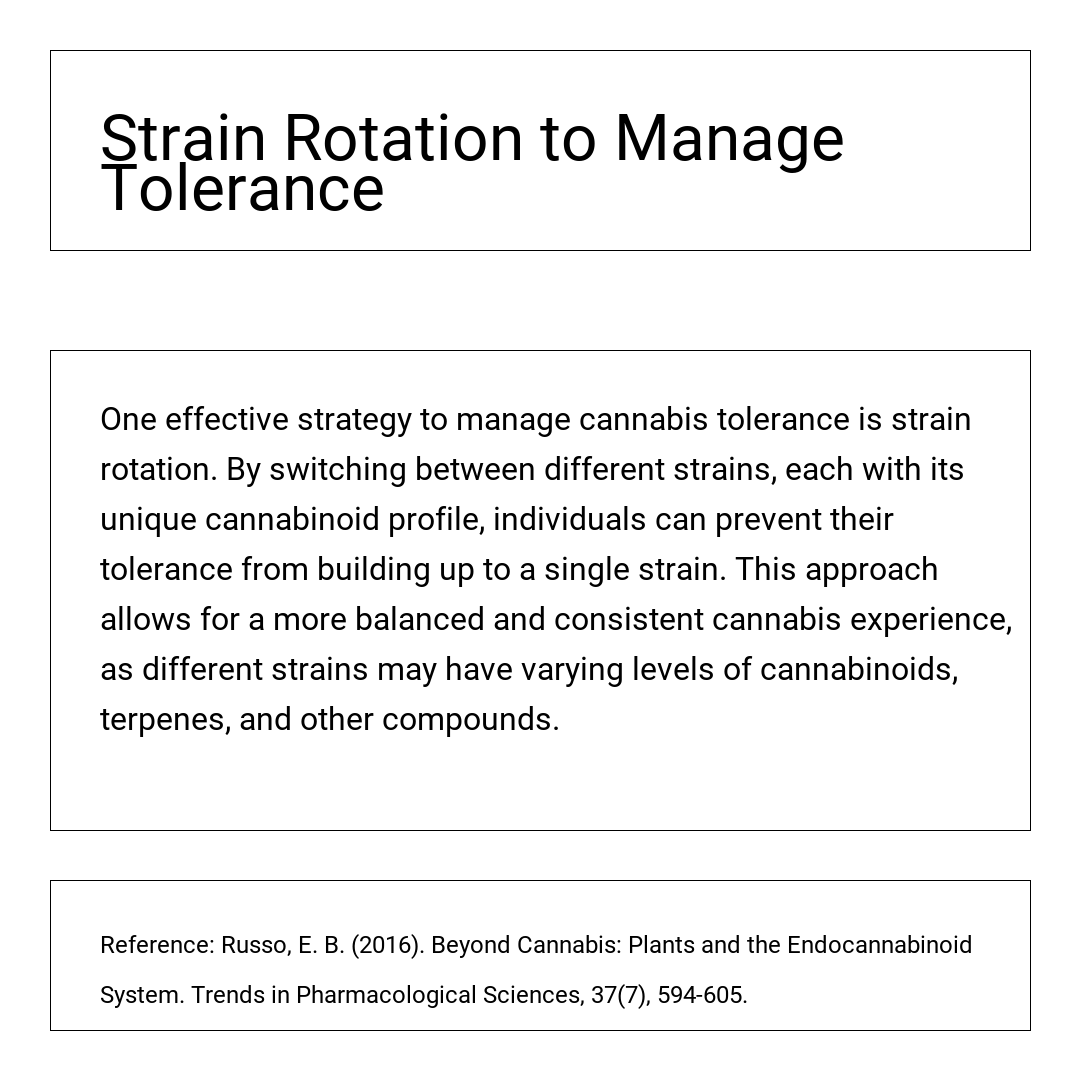 Strain Rotation to Manage
Tolerance
One effective strategy to manage cannabis tolerance is strain
rotation. By switching between different strains, each with its
unique cannabinoid profile, individuals can prevent their
tolerance from building up to a single strain. This approach
allows for a more balanced and consistent cannabis experience,
as different strains may have varying levels of cannabinoids,
terpenes, and other compounds.
Reference: Russo, E. B. (2016). Beyond Cannabis: Plants and the Endocannabinoid
System. Trends in Pharmacological Sciences, 37(7), 594-605.